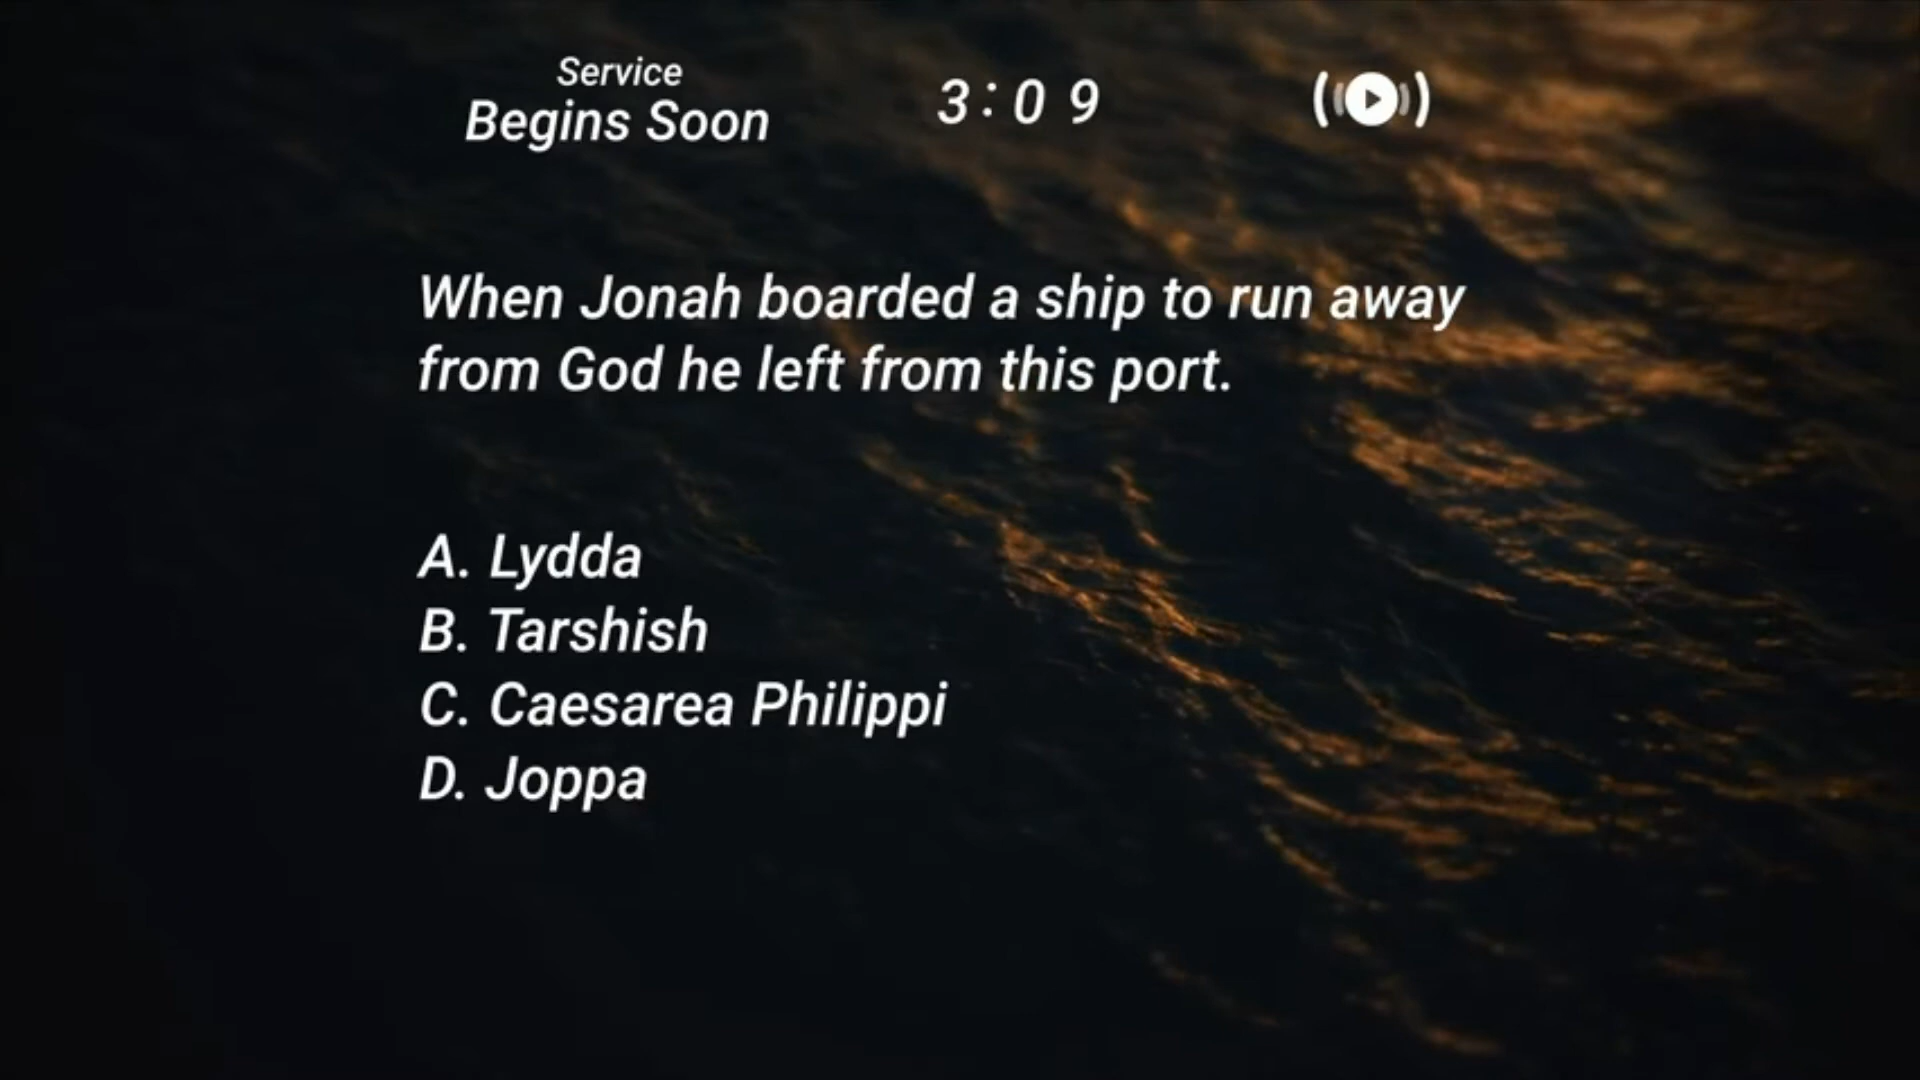 Service
Begins Soon
3:09
When Jonah boarded a ship to run away
from God he left from this port.
A. Lydda
B. Tarshish
C. Caesarea Philippi
D. Joppa